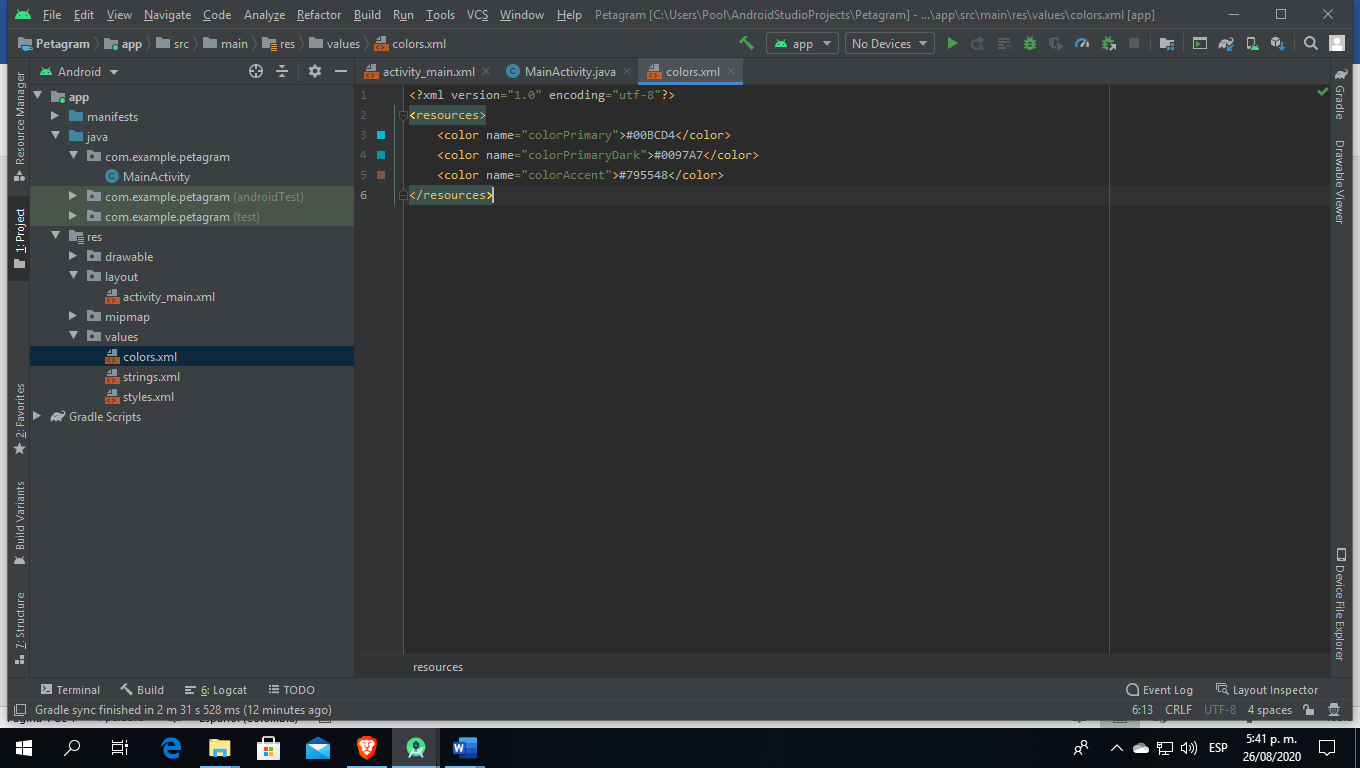 File Edit View Navigate Code Analyze Refactor Build Run Tools VCS Window Help Petagram [C:\Users\Pool\AndroidStudioProjects\Petagram] - ...\app\src\main\res\values\colors.xml [app]
Petagram app src main res values colors.xml app No Devices
Android
activity_main.xml MainActivity.java colors.xml
Resource Manager
1: Project
2: Favorites
Build Variants
7: Structure
app
manifests
java
com.example.petagram
MainActivity
com.example.petagram (androidTest)
com.example.petagram (test)
res
drawable
layout
activity_main.xml
mipmap
values
colors.xml
strings.xml
styles.xml
Gradle Scripts
1 <?xml version="1.0" encoding="utf-8"?>
2 <resources>
3 <color name="colorPrimary">#00BCD4</color>
4 <color name="colorPrimaryDark">#0097A7</color>
5 <color name="colorAccent">#795548</color>
6 </resources>
resources
Gradle
Drawable Viewer
Device File Explorer
Terminal Build 6: Logcat TODO Event Log Layout Inspector
Gradle sync finished in 2 m 31 s 528 ms (12 minutes ago) 6:13 CRLF UTF-8 4 spaces
ESP
5:41 p. m.
26/08/2020